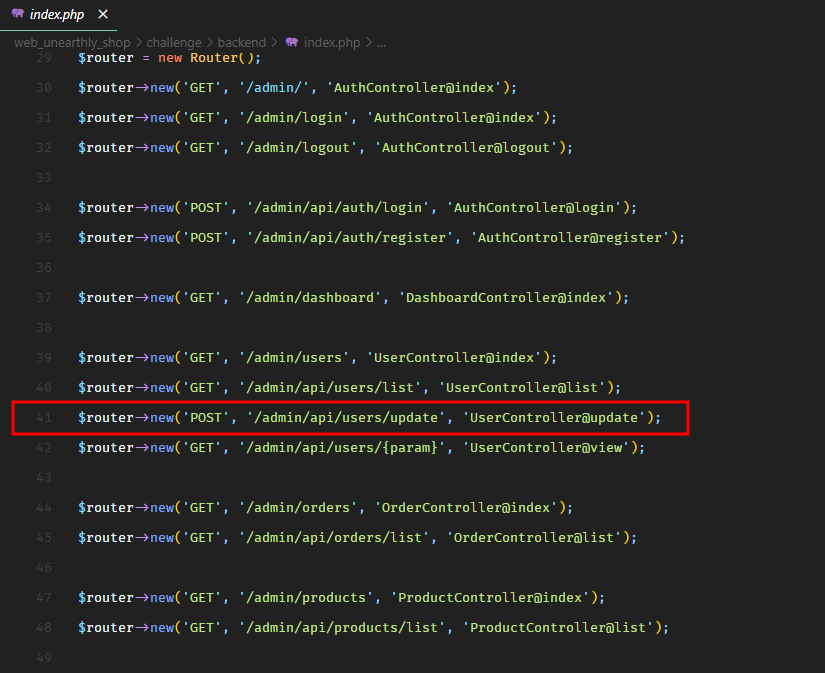 index.php ×
web_unearthly_shop > challenge > backend > index.php > ...
29 $router = new Router();
30 $router->new('GET', '/admin/', 'AuthController@index');
31 $router->new('GET', '/admin/login', 'AuthController@index');
32 $router->new('GET', '/admin/logout', 'AuthController@logout');
33
34 $router->new('POST', '/admin/api/auth/login', 'AuthController@login');
35 $router->new('POST', '/admin/api/auth/register', 'AuthController@register');
36
37 $router->new('GET', '/admin/dashboard', 'DashboardController@index');
38
39 $router->new('GET', '/admin/users', 'UserController@index');
40 $router->new('GET', '/admin/api/users/list', 'UserController@list');
41 $router->new('POST', '/admin/api/users/update', 'UserController@update');
42 $router->new('GET', '/admin/api/users/{param}', 'UserController@view');
43
44 $router->new('GET', '/admin/orders', 'OrderController@index');
45 $router->new('GET', '/admin/api/orders/list', 'OrderController@list');
46
47 $router->new('GET', '/admin/products', 'ProductController@index');
48 $router->new('GET', '/admin/api/products/list', 'ProductController@list');
49